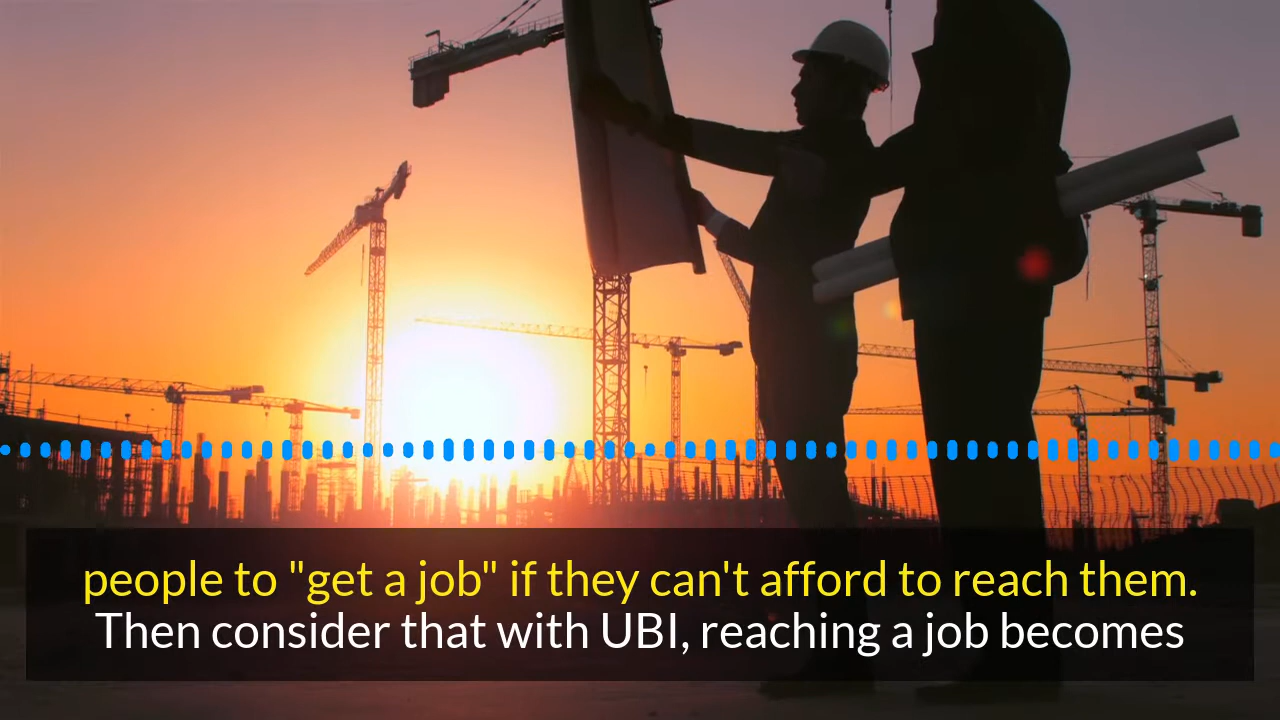 people to "get a job" if they can't afford to reach them.
Then consider that with UBI, reaching a job becomes